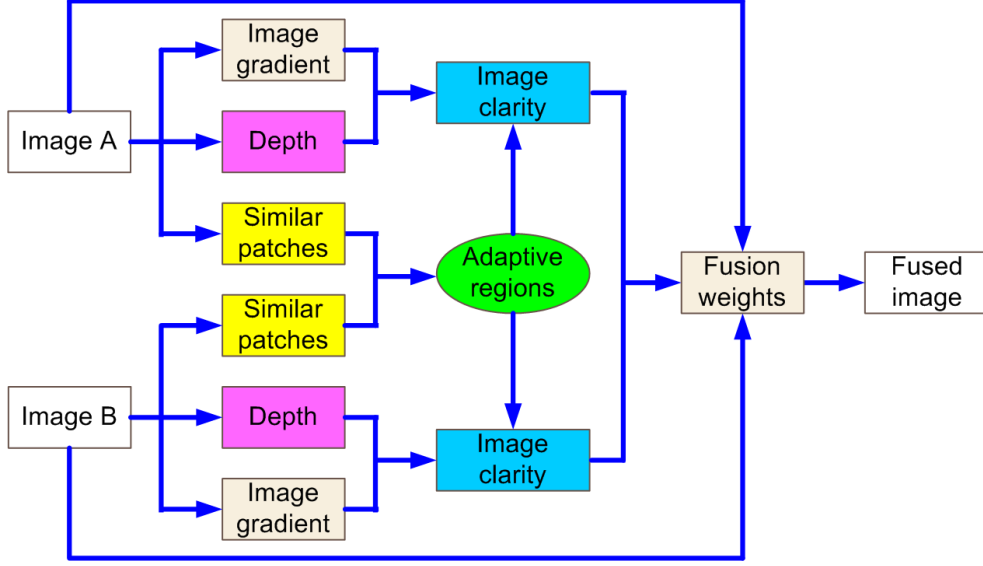 Image A
Image
gradient
Depth
Similar
patches
Similar
patches
Image B
Depth
Image
gradient
Image
clarity
Adaptive
regions
Image
clarity
Fusion
weights
Fused
image